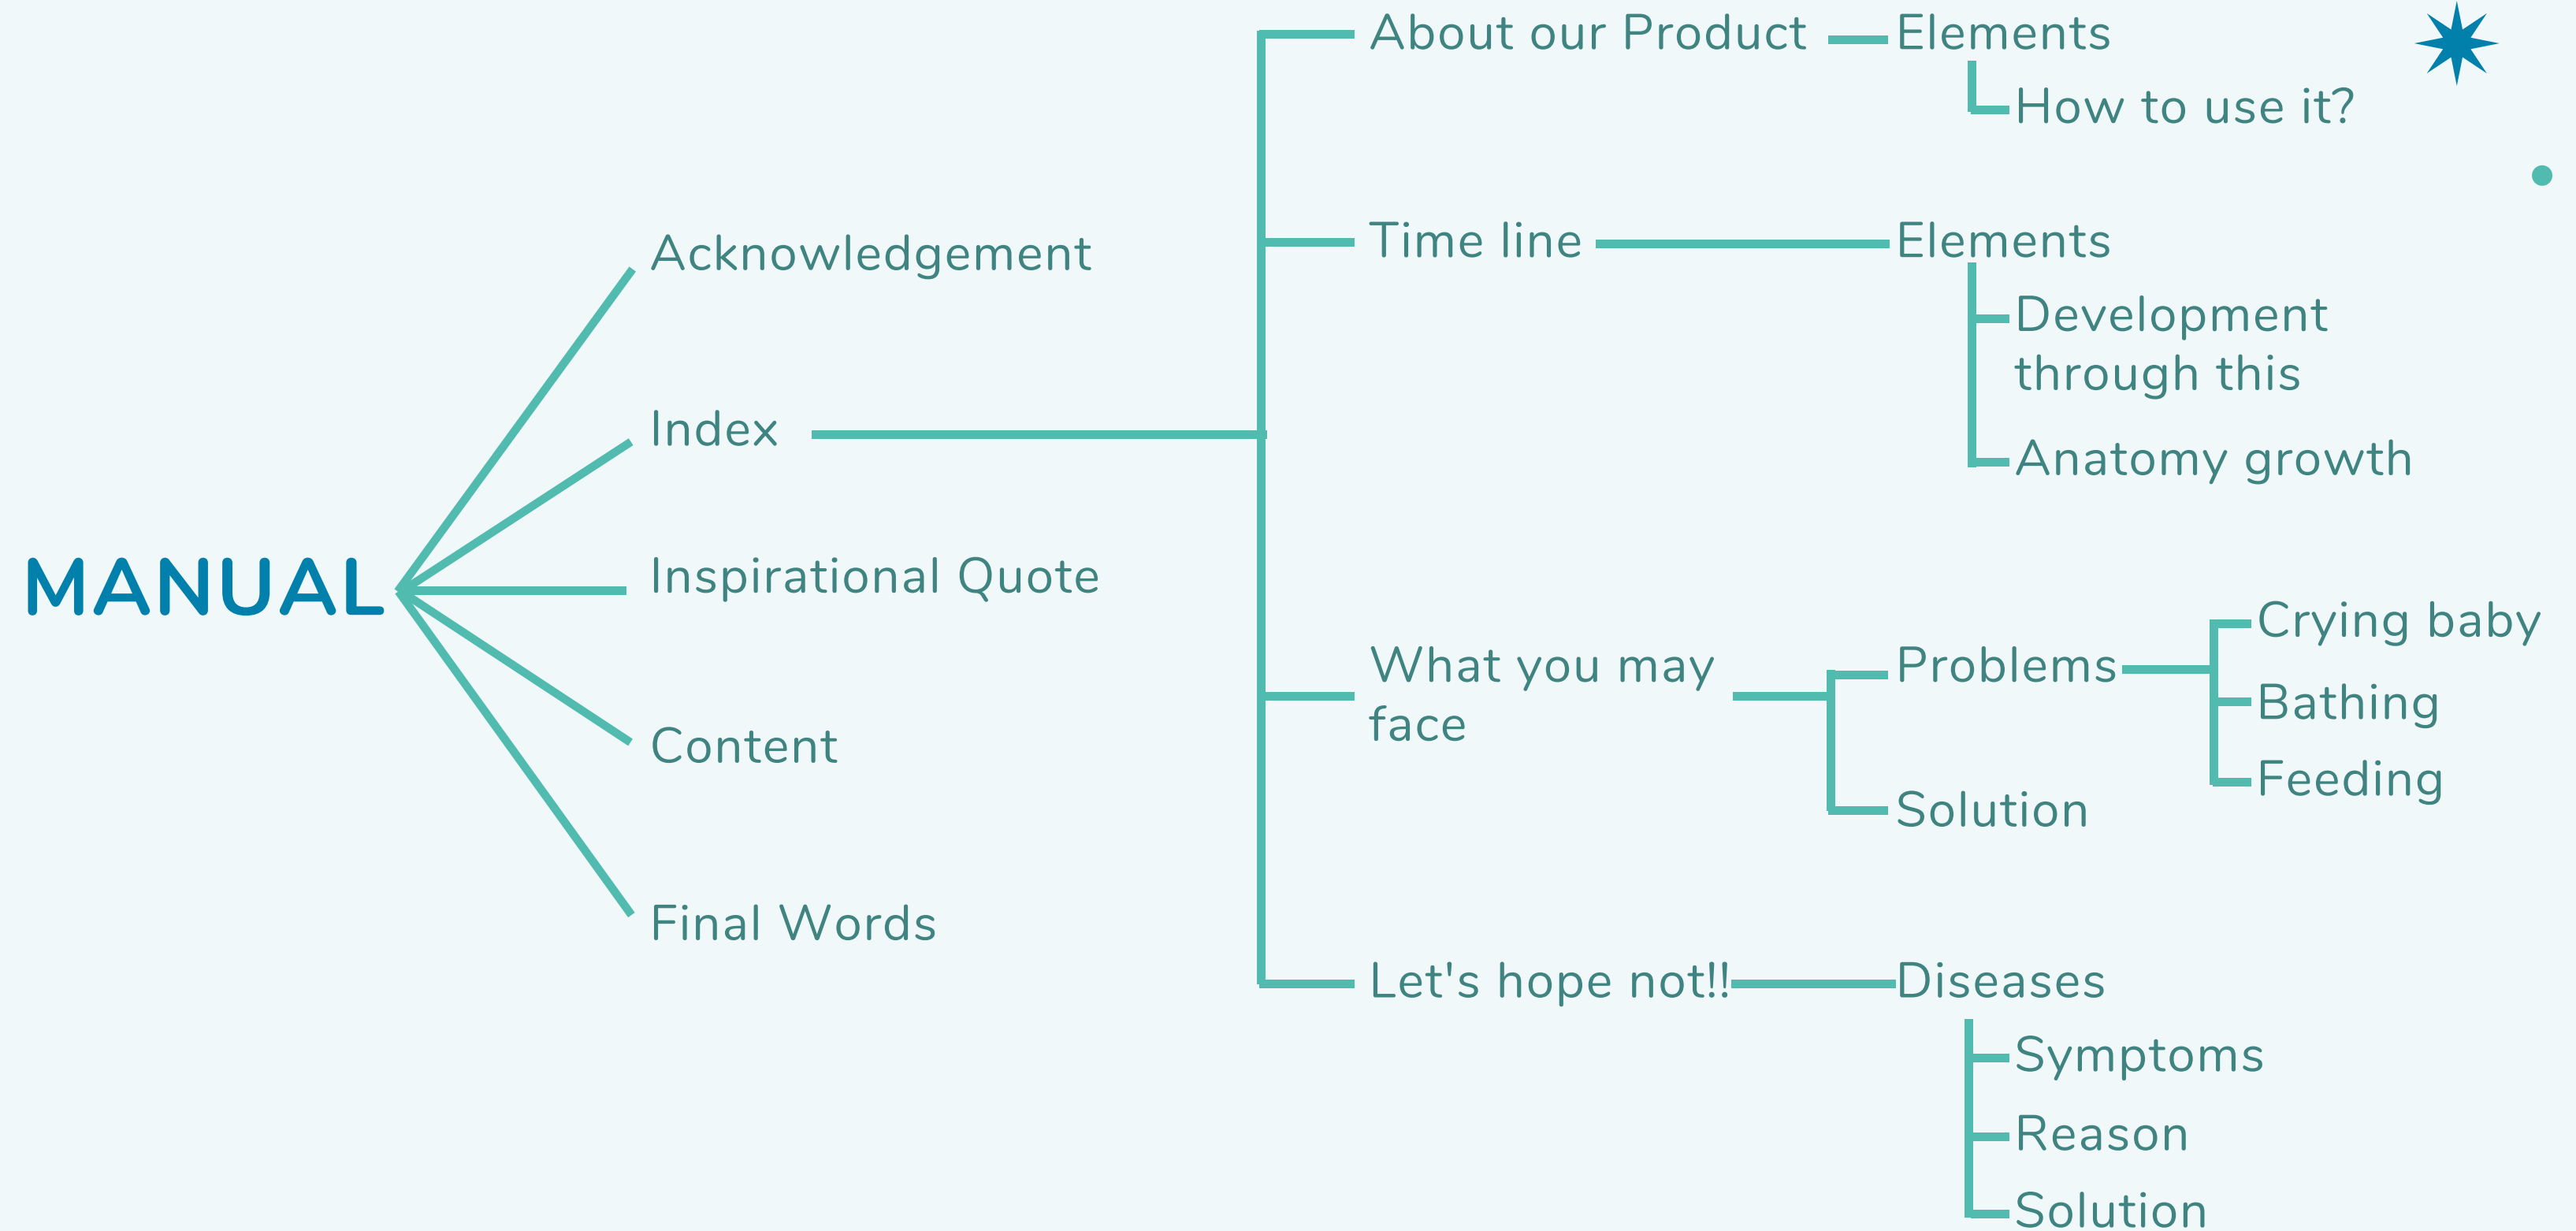 MANUAL
Acknowledgement
Index
Inspirational Quote
Content
Final Words
About our Product
Elements
How to use it?
Time line
Elements
Development
through this
Anatomy growth
What you may
face
Problems
Crying baby
Bathing
Feeding
Solution
Let's hope not!!
Diseases
Symptoms
Reason
Solution